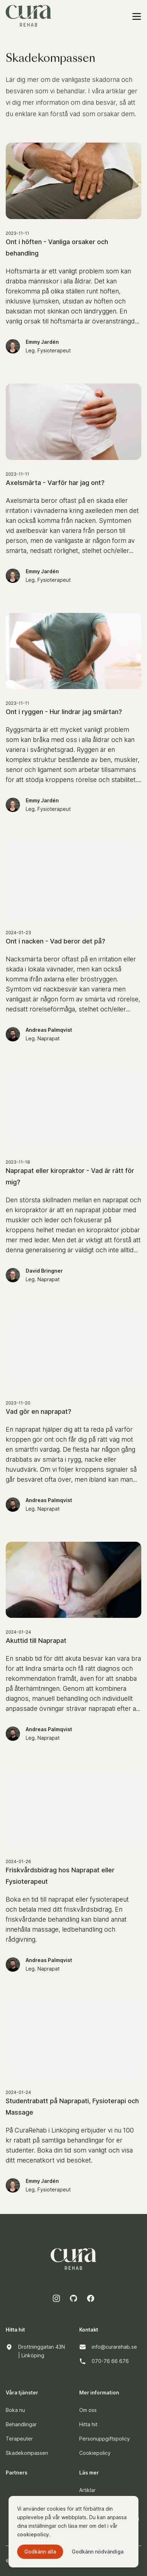 cura
REHAB
Skadekompassen
Lär dig mer om de vanligaste skadorna och
besvären som vi behandlar. I våra artiklar ger
vi dig mer information om dina besvär, så att
du enklare kan förstå vad som orsakar dem.
2023-11-11
Ont i höften - Vanliga orsaker och
behandling
Höftsmärta är ett vanligt problem som kan
drabba människor i alla åldrar. Det kan
förekomma på olika ställen runt höften,
inklusive ljumsken, utsidan av höften och
baksidan mot skinkan och ländryggen. En
vanlig orsak till höftsmärta är överansträngd...
Emmy Jardén
Leg. Fysioterapeut
2023-11-11
Axelsmärta - Varför har jag ont?
Axelsmärta beror oftast på en skada eller
irritation i vävnaderna kring axelleden men det
kan också komma från nacken. Symtomen
vid axelbesvär kan variera från person till
person, men de vanligaste är någon form av
smärta, nedsatt rörlighet, stelhet och/eller...
Emmy Jardén
Leg. Fysioterapeut
2023-11-11
Ont i ryggen - Hur lindrar jag smärtan?
Ryggsmärta är ett mycket vanligt problem
som kan bråka med oss i alla åldrar och kan
variera i svårighetsgrad. Ryggen är en
komplex struktur bestående av ben, muskler,
senor och ligament som arbetar tillsammans
för att stödja kroppens rörelse och stabilitet....
Emmy Jardén
Leg. Fysioterapeut
2024-01-23
Ont i nacken - Vad beror det på?
Nacksmärta beror oftast på en irritation eller
skada i lokala vävnader, men kan också
komma ifrån axlarna eller bröstryggen.
Symtom vid nackbesvär kan variera men
vanligast är någon form av smärta vid rörelse,
nedsatt rörelseförmåga, stelhet och/eller...
Andreas Palmqvist
Leg. Naprapat
2023-11-18
Naprapat eller kiropraktor - Vad är rätt för
mig?
Den största skillnaden mellan en naprapat och
en kiropraktor är att en naprapat jobbar med
muskler och leder och fokuserar på
kroppens helhet medan en kiropraktor jobbar
mer med leder. Men det är viktigt att förstå att
denna generalisering är väldigt och inte alltid...
David Bringner
Leg. Naprapat
2023-11-20
Vad gör en naprapat?
En naprapat hjälper dig att ta reda på varför
kroppen gör ont och får dig på rätt väg mot
en smärtfri vardag. De flesta har någon gång
drabbats av smärta i rygg, nacke eller
huvudvärk. Om vi följer kroppens signaler så
går besvären ofta över, men ibland kan man...
Andreas Palmqvist
Leg. Naprapat
2024-01-24
Akuttid till Naprapat
En snabb tid för ditt akuta besvär kan vara bra
för att lindra smärta och få rätt diagnos och
rekommendation framåt, även för att snabba
på återhämtningen. Genom att kombinera
diagnos, manuell behandling och individuellt
anpassade övningar strävar naprapat efter a...
Andreas Palmqvist
Leg. Naprapat
2024-01-26
Friskvårdsbidrag hos Naprapat eller
Fysioterapeut
Boka en tid till naprapat eller fysioterapeut
och betala med ditt friskvårdsbidrag. En
friskvårdande behandling kan bland annat
innehålla massage, ledbehandling och
rådgivning.
Andreas Palmqvist
Leg. Naprapat
2024-01-24
Studentrabatt på Naprapati, Fysioterapi och
Massage
På CuraRehab i Linköping erbjuder vi nu 100
kr rabatt på samtliga behandlingar för er
studenter. Boka din tid som vanligt och visa
ditt mecenatkort vid besöket.
Emmy Jardén
Leg. Fysioterapeut
cura
REHAB
Hitta hit
Drottninggatan 43N
| Linköping
Kontakt
info@curarehab.se
070-76 66 676
Våra tjänster
Boka nu
Behandlingar
Terapeuter
Skadekompassen
Mer information
Om oss
Hitta hit
Personuppgiftspolicy
Cookiepolicy
Partners
Läs mer
Artiklar
Vi använder cookies för att förbättra din
upplevelse på vår webbplats. Du kan anpassa
dina inställningar och läsa mer om det i vår
cookiepolicy.
Godkänn alla
Godkänn nödvändiga